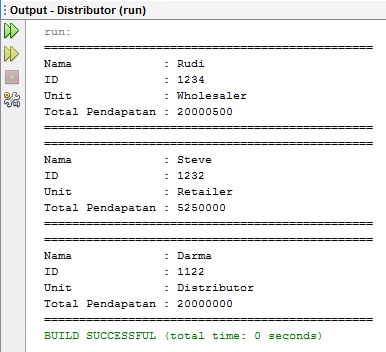 Output - Distributor (run)
run:
===============================================
Nama : Rudi
ID : 1234
Unit : Wholesaler
Total Pendapatan : 20000500
===============================================
===============================================
Nama : Steve
ID : 1232
Unit : Retailer
Total Pendapatan : 5250000
===============================================
===============================================
Nama : Darma
ID : 1122
Unit : Distributor
Total Pendapatan : 20000000
===============================================
BUILD SUCCESSFUL (total time: 0 seconds)